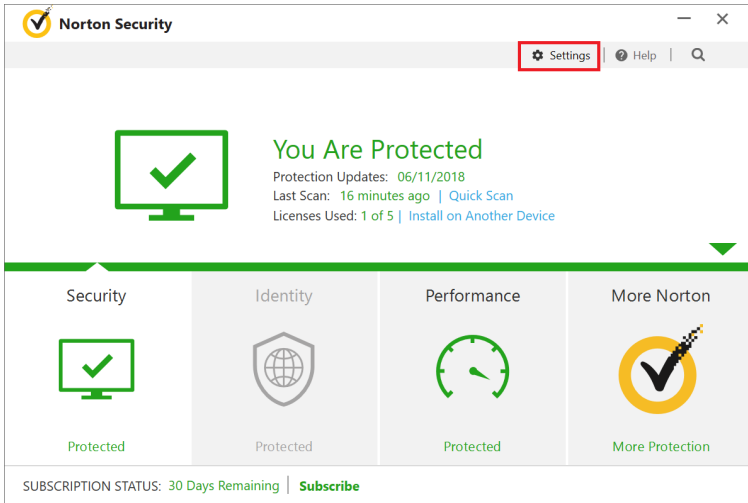 Norton Security
Settings | Help |
You Are Protected
Protection Updates: 06/11/2018
Last Scan: 16 minutes ago | Quick Scan
Licenses Used: 1 of 5 | Install on Another Device
Security Identity Performance More Norton
Protected Protected Protected More Protection
SUBSCRIPTION STATUS: 30 Days Remaining | Subscribe